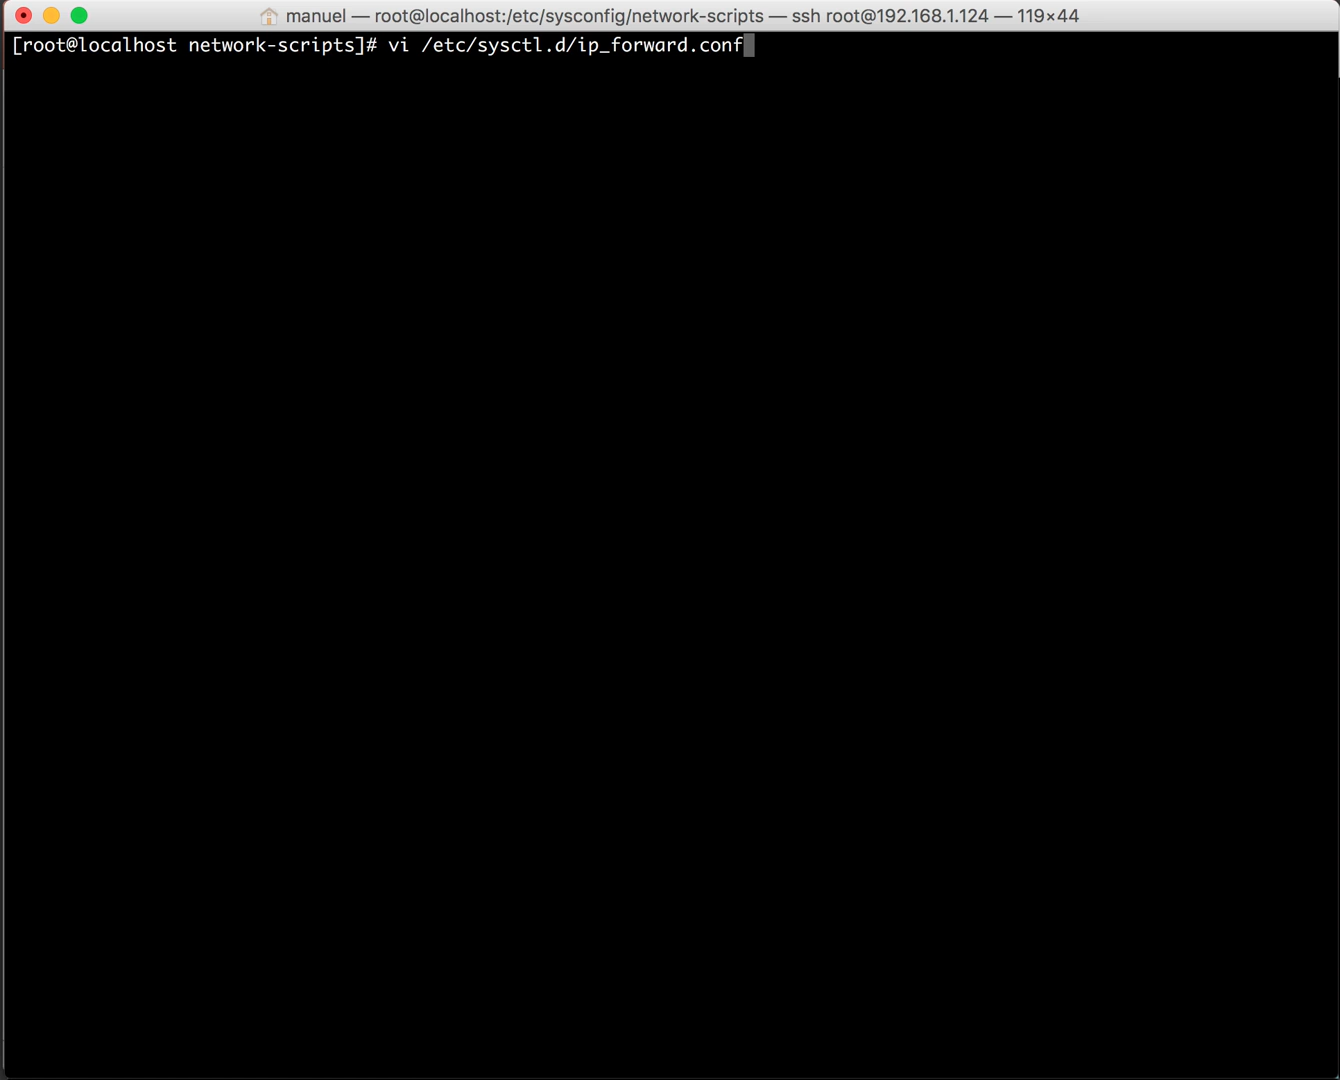 manuel — root@localhost:/etc/sysconfig/network-scripts — ssh root@192.168.1.124 — 119×44
[root@localhost network-scripts]# vi /etc/sysctl.d/ip_forward.conf